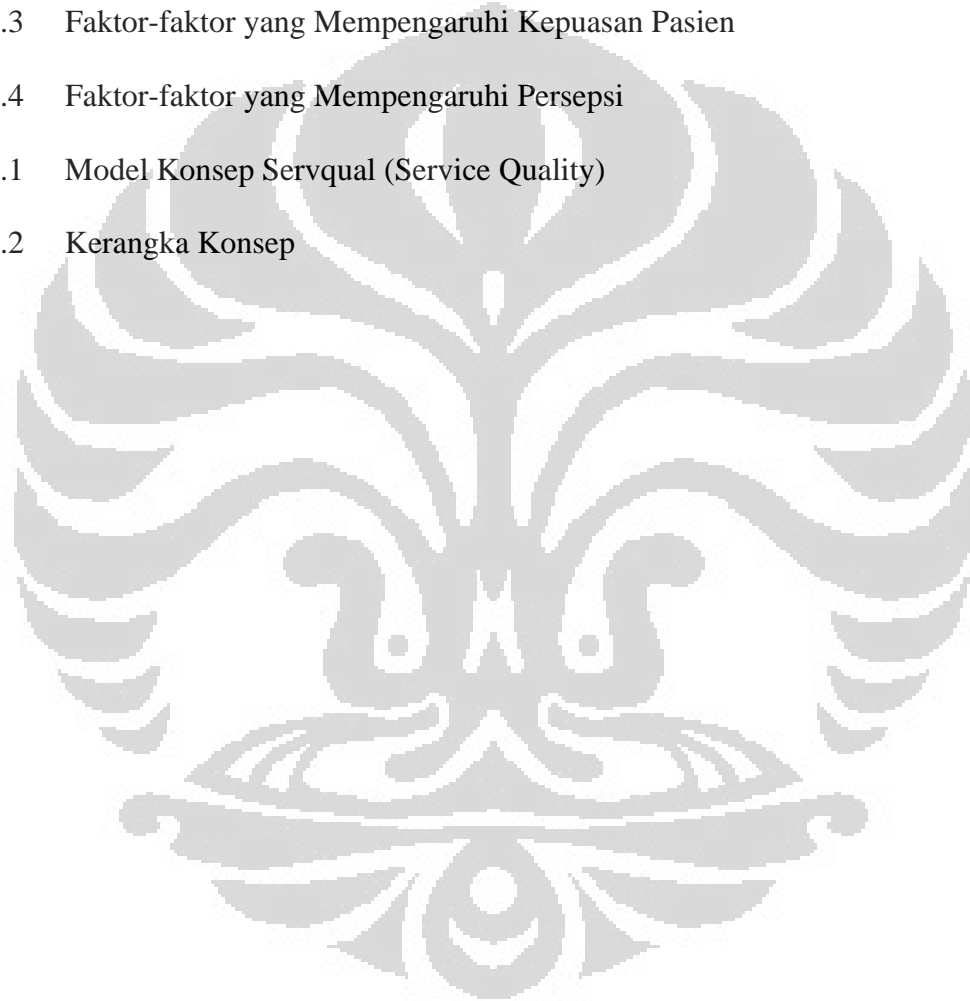 .3 Faktor-faktor yang Mempengaruhi Kepuasan Pasien
.4 Faktor-faktor yang Mempengaruhi Persepsi
.1 Model Konsep Servqual (Service Quality)
.2 Kerangka Konsep